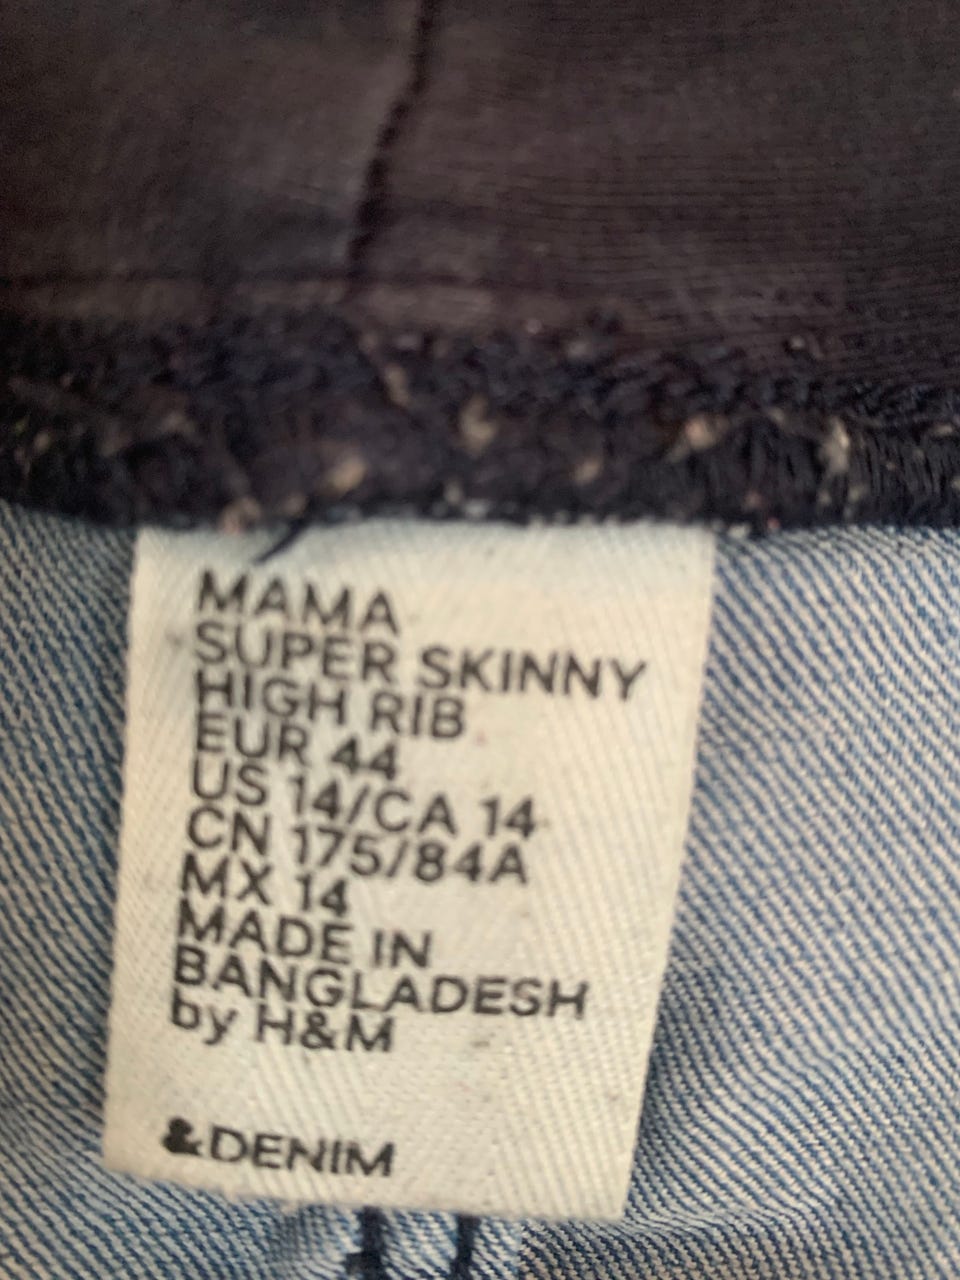 MAMA
SUPER SKINNY
HIGH RIB
EUR 44
US 14/CA 14
CN 175/84A
MX 14
MADE IN
BANGLADESH
by H&M
&DENIM